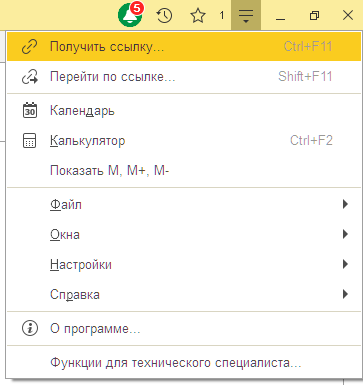 5
1
Получить ссылку... Ctrl+F11
Перейти по ссылке... Shift+F11
30 Календарь
Калькулятор Ctrl+F2
Показать M, M+, M-
Файл
Окна
Настройки
Справка
О программе...
Функции для технического специалиста...